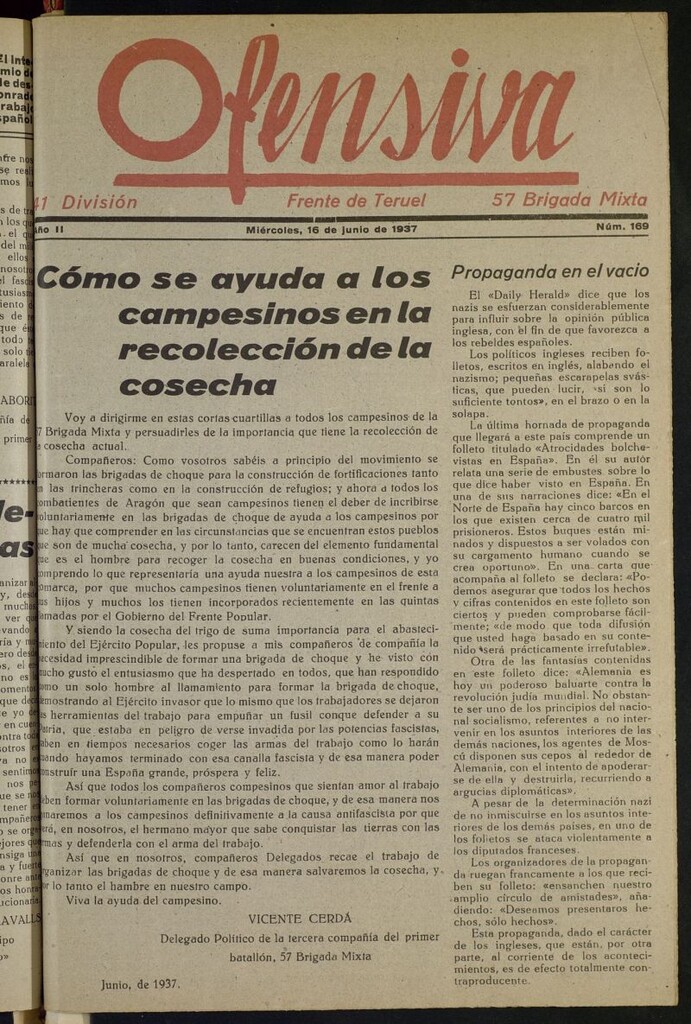 Ofensiva
41 División Frente de Teruel 57 Brigada Mixta
Año II Miércoles, 16 de junio de 1937 Núm. 169
Cómo se ayuda a los
campesinos en la
recolección de la
cosecha
Voy a dirigirme en estas cortas cuartillas a todos los campesinos de la
7 Brigada Mixta y persuadirles de la importancia que tiene la recolección de
cosecha actual.
Compañeros: Como vosotros sabéis a principio del movimiento se
ormaron las brigadas de choque para la construcción de fortificaciones tanto
las trincheras como en la construcción de refugios; y ahora a todos los
ombatientes de Aragón que sean campesinos tienen el deber de incribirse
oluntariamente en las brigadas de choque de ayuda a los campesinos por
ue hay que comprender en las circunstancias que se encuentran estos pueblos
ue son de mucha cosecha, y por lo tanto, carecen del elemento fundamental
ue es el hombre para recoger la cosecha en buenas condiciones, y yo
omprendo lo que representaria una ayuda nuestra a los campesinos de esta
omarca, por que muchos campesinos tienen voluntariamente en el frente a
us hijos y muchos los tienen incorporados recientemente en las quintas
amadas por el Gobierno del Frente Popular.
Y siendo la cosecha del trigo de suma importancia para el abasteci-
iento del Ejército Popular, les propuse a mis compañeros de compañía la
ecesidad imprescindible de formar una brigada de choque y he visto con
ucho gusto el entusiasmo que ha despertado en todos, que han respondido
omo un solo hombre al llamamiento para formar la brigada de choque,
emostrando al Ejército invasor que lo mismo que los trabajadores se dejaron
s herramientas del trabajo para empuñar un fusil conque defender a su
atria, que estaba en peligro de verse invadida por las potencias fascistas,
aben en tiempos necesarios coger las armas del trabajo como lo harán
uando hayamos terminado con esa canalla fascista y de esa manera poder
onstruir una España grande, próspera y feliz.
Así que todos los compañeros compesinos que sientan amor al trabajo
eben formar voluntariamente en las brigadas de choque, y de esa manera nos
anaremos a los campesinos definitivamente a la causa antifascista por que
erá, en nosotros, el hermano mayor que sabe conquistar las tierras con las
rmas y defenderla con el arma del trabajo.
Así que en nosotros, compañeros Delegados recae el trabajo de
rganizar las brigadas de choque y de esa manera salvaremos la cosecha, y
or lo tanto el hambre en nuestro campo.
Viva la ayuda del campesino.
VICENTE CERDÁ
Delegado Político de la tercera compañía del primer
batallón, 57 Brigada Mixta
Junio, de 1937.
Propaganda en el vacio
El «Daily Herald» dice que los
nazis se esfuerzan considerablemente
para influir sobre la opinión pública
inglesa, con el fin de que favorezca a
los rebeldes españoles.
Los políticos ingleses reciben fo-
lletos, escritos en inglés, alabando el
nazismo; pequeñas escarapelas svás-
ticas, que pueden lucir, «si son lo
suficiente tontos», en el brazo o en la
solapa.
La última hornada de propaganda
que llegará a este país comprende un
folleto titulado «Atrocidades bolche-
vistas en España». En él su autór
relata una serie de embustes sobre lo
que dice haber visto en España. En
una de sus narraciones dice: «En el
Norte de España hay cinco barcos en
los que existen cerca de cuatro mil
prisioneros. Estos buques están mi-
nados y dispuestos a ser volados con
su cargamento humano cuando se
crea oportuno». En una carta que
acompaña al folleto se declara: «Po-
demos asegurar que todos los hechos
y cifras contenidos en este folleto son
ciertos y pueden comprobarse fácil-
mente; «de modo que toda difusión
que usted haga basado en su conte-
nido será prácticamente irrefutable».
Otra de las fantasías contenidas
en este folleto dice: «Alemania es
hoy un poderoso baluarte contra la
revolución judía mundial. No obstan-
te ser uno de los principios del nacio-
nal socialismo, referentes a no inter-
venir en los asuntos interiores de las
demás naciones, los agentes de Mos-
cú disponen sus cepos al rededor de
Alemania, con el intento de apoderar-
se de ella y destruirla, recurriendo a
argucias diplomáticas».
A pesar de la determinación nazi
de no inmiscuirse en los asuntos inte-
riores de los demás países, en uno de
los folletos se ataca violentamente a
los diputados franceses.
Los organizadores de la propagan-
da ruegan francamente a los que reci-
ben su folleto: «ensanchen nuestro
amplio círculo de amistades», aña-
diendo: «Deseamos presentaros he-
chos, sólo hechos».
Esta propaganda, dado el carácter
de los ingleses, que están, por otra
parte, al corriente de los acontecí-
mientos, es de efecto totalmente con-
traproducente.